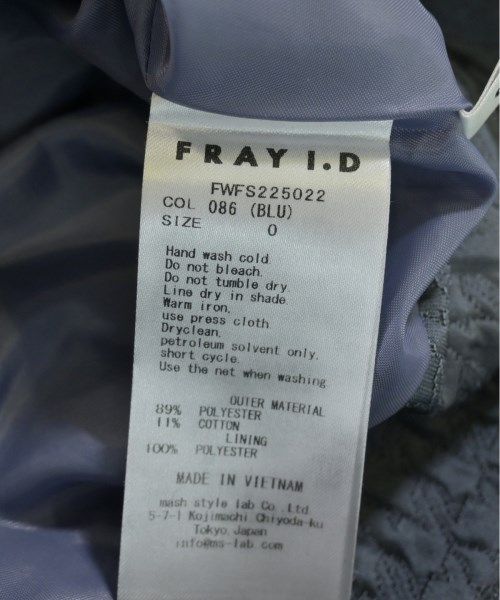 FRAY I.D
FWFS225022
COL 086 (BLU)
SIZE 0
Hand wash cold
Do not bleach.
Do not tumble dry.
Line dry in shade.
Warm iron,
use press cloth
Dryclean,
petroleum solvent only.
short cycle.
Use the net when washing
OUTER MATERIAL
89% POLYESTER
11% COTTON
LINING
100% POLYESTER
MADE IN VIETNAM
mash style lab Co.,Ltd
5-7-1 Kojimachi Chiyoda-ku
Tokyo,Japan
info@ms-lab.com